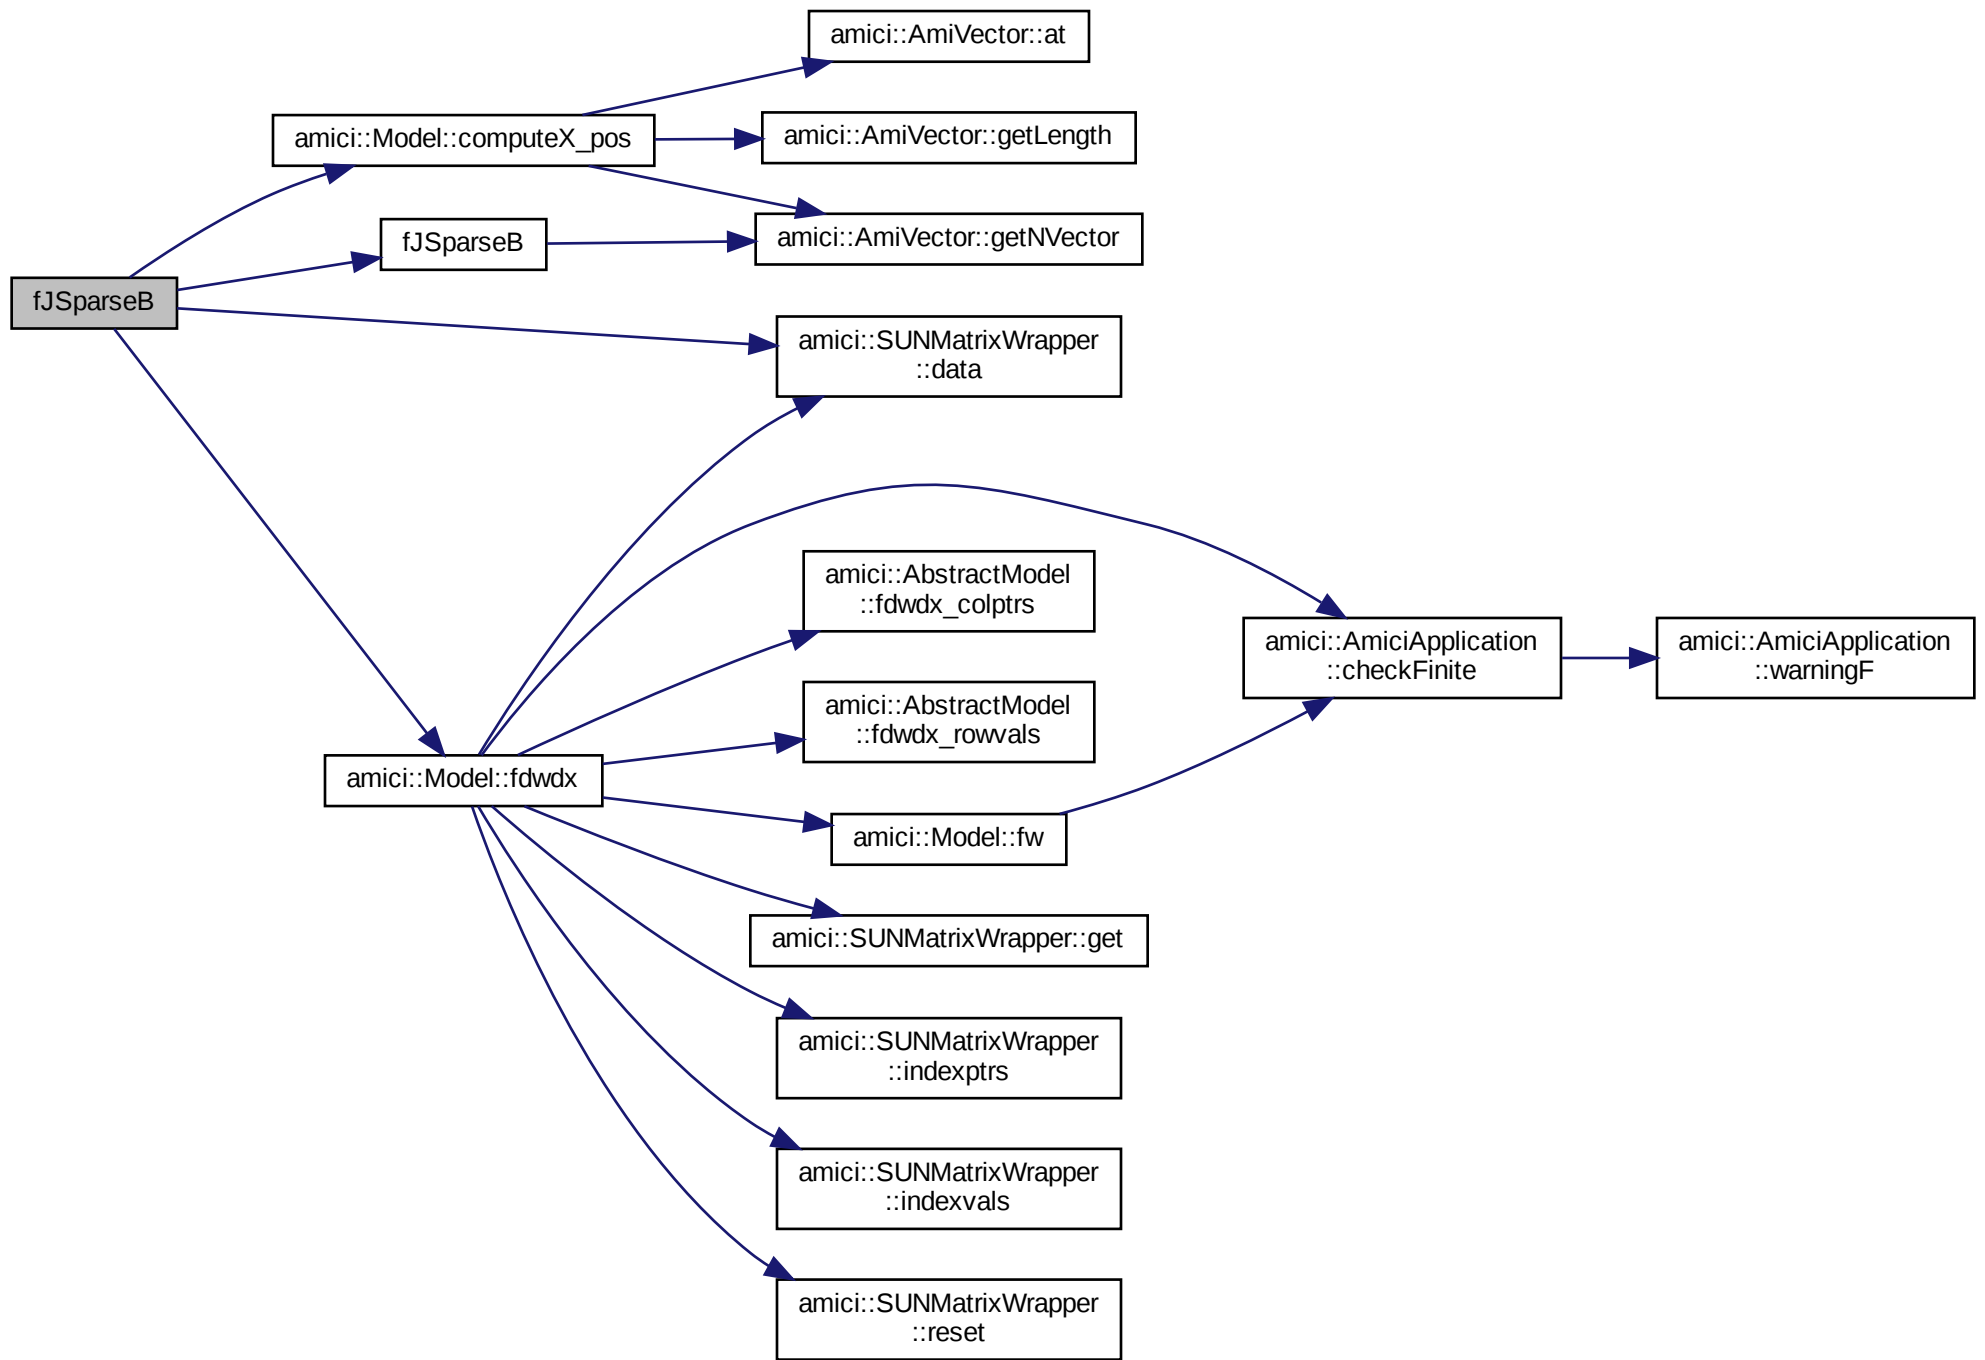 amici::AmiVector::at
amici::Model::computeX_pos
amici::AmiVector::getLength
fJSparseB
amici::AmiVector::getNVector
fJSparseB
amici::SUNMatrixWrapper
::data
amici::AbstractModel
::fdwdx_colptrs
amici::AmiciApplication
::checkFinite
amici::AmiciApplication
::warningF
amici::AbstractModel
::fdwdx_rowvals
amici::Model::fdwdx
amici::Model::fw
amici::SUNMatrixWrapper::get
amici::SUNMatrixWrapper
::indexptrs
amici::SUNMatrixWrapper
::indexvals
amici::SUNMatrixWrapper
::reset